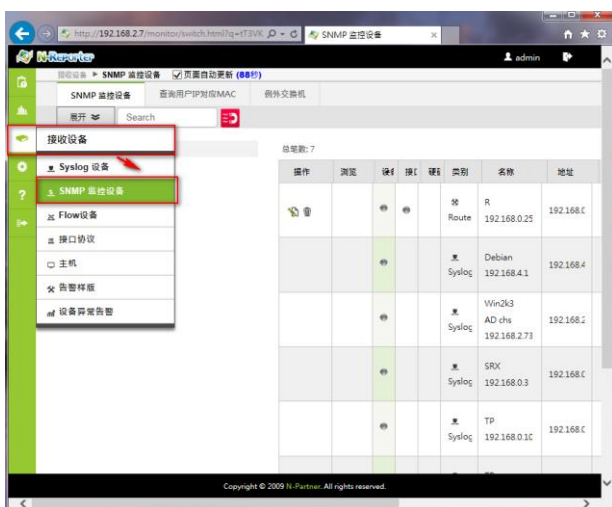 http://192.168.2.7/monitor/switch.html?q=tT3VK
SNMP 监控设备
N-Reporter
admin
接收设备 ▶ SNMP 监控设备 页面自动更新 (88秒)
SNMP 监控设备 查询用户IP对应MAC 例外交换机
展开 Search
接收设备
Syslog 设备
SNMP 监控设备
Flow设备
接口协议
主机
告警样版
设备异常告警
总笔数: 7
操作 浏览 类别 名称 地址
Route R 192.168.0.25
Syslog Debian 192.168.4.1
Syslog Win2k3 AD chs 192.168.2.73
Syslog SRX 192.168.0.3
Syslog TP
Copyright © 2009 N-Partner. All rights reserved.